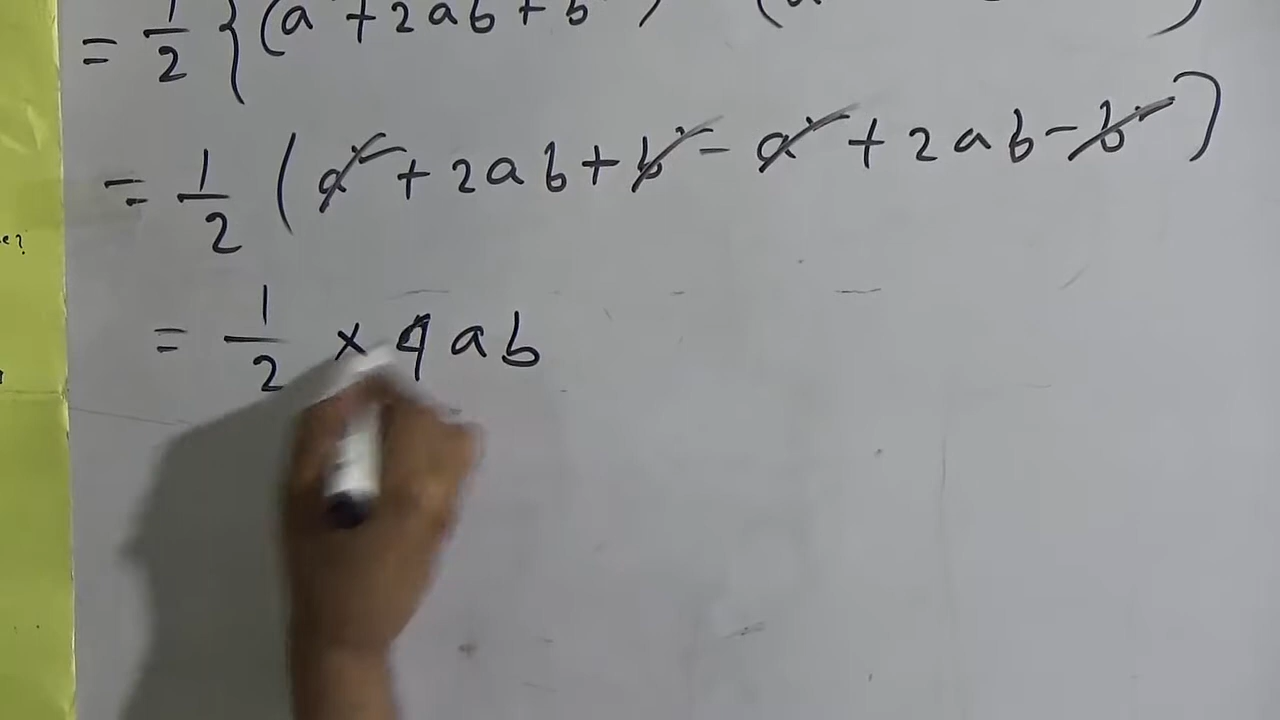 = 1/2 {(a² + 2ab + b²) (a
= 1/2 (a² + 2ab + b² - a² + 2ab - b²)
e?
= 1/2 × 4ab